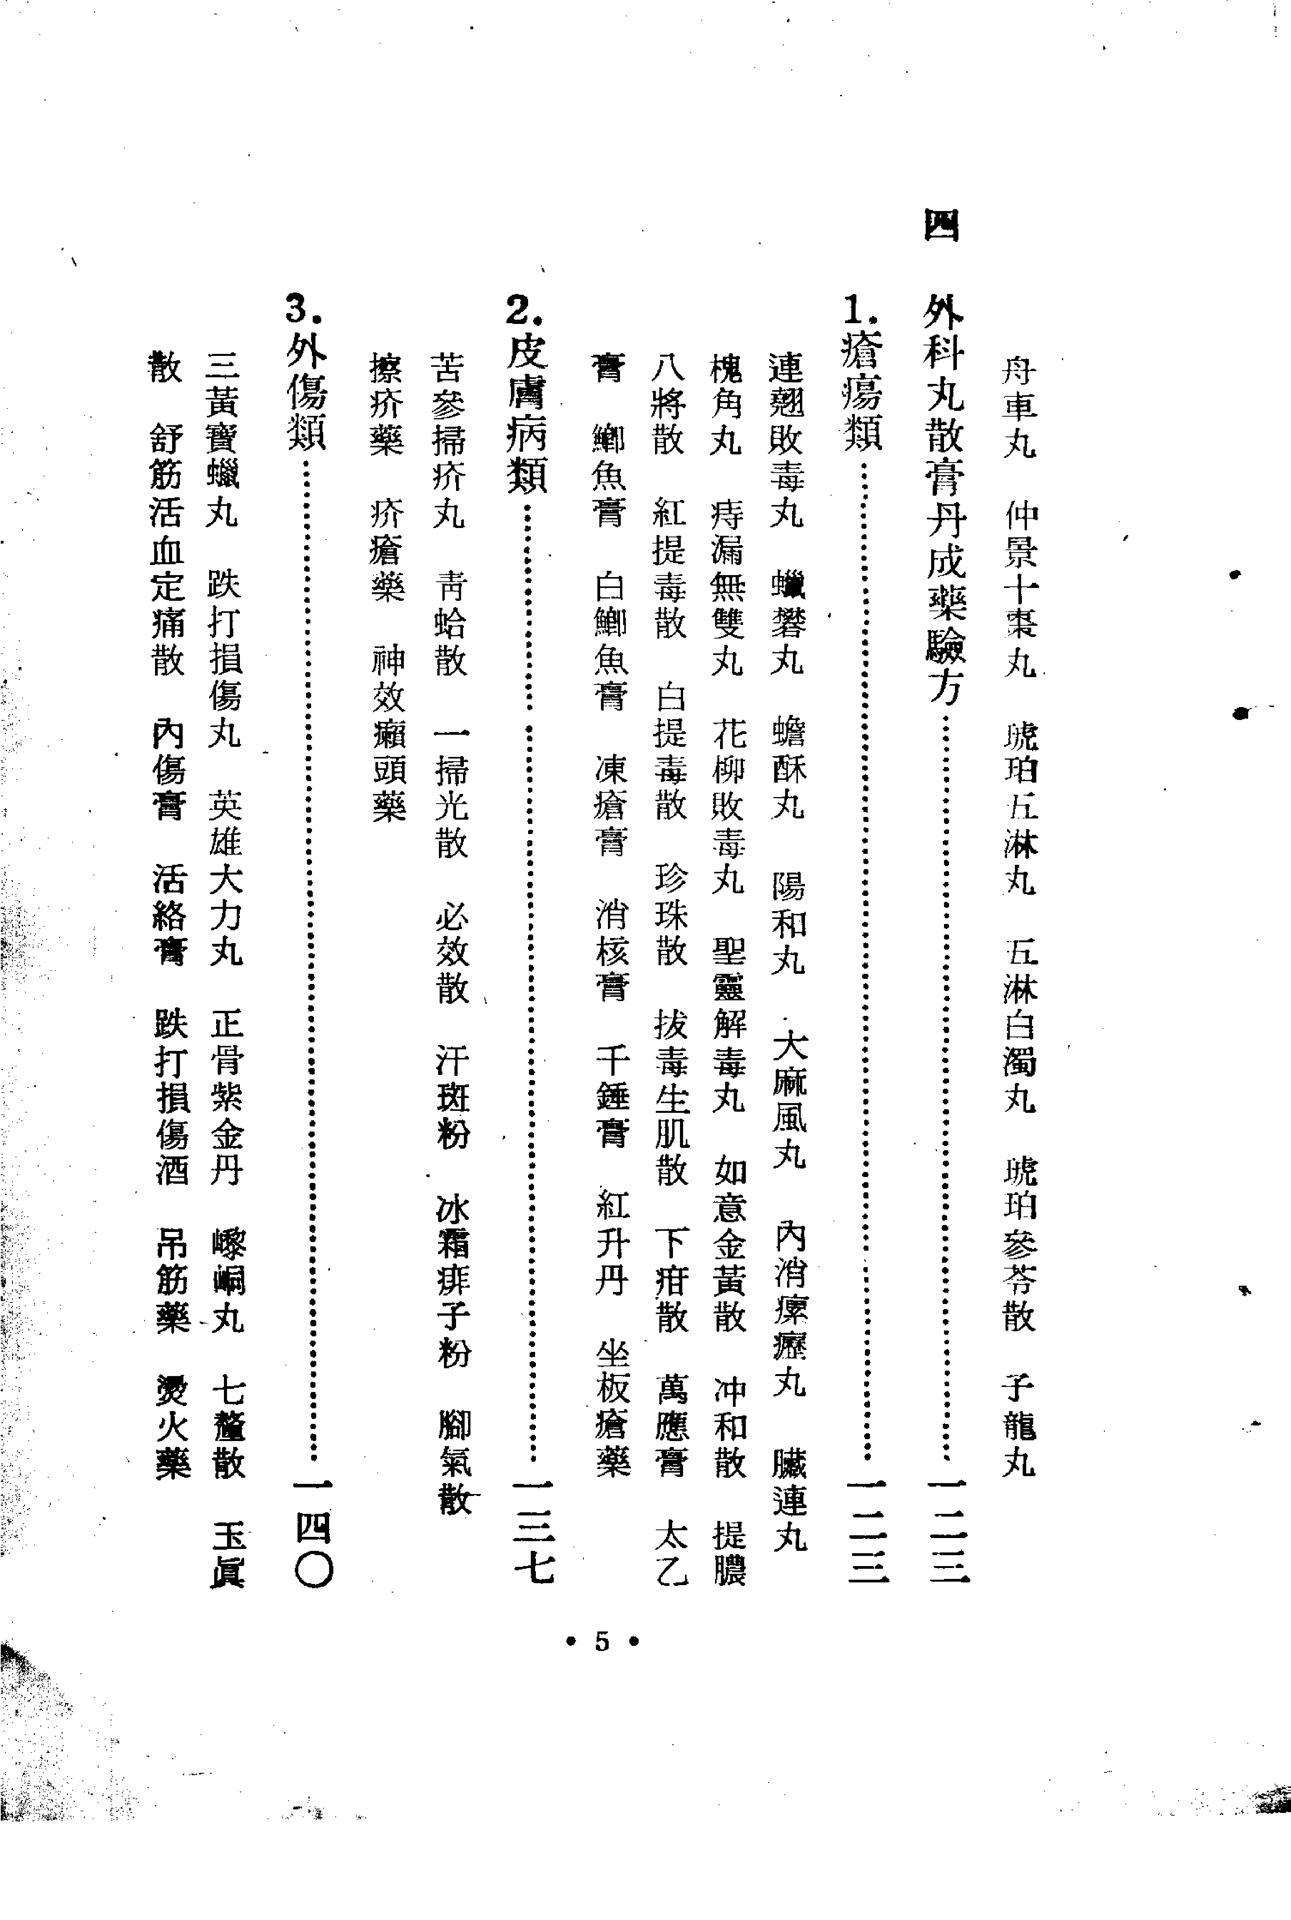 舟車丸　仲景十棗丸　琥珀五淋丸　五淋白濁丸　琥珀參苓散　子龍丸
四　外科丸散膏丹成藥驗方…………一二三
1.瘡瘍類…………一二三
連翹敗毒丸　蠟礬丸　蟾酥丸　陽和丸　大麻風丸　內消瘰癧丸　臟連丸
槐角丸　痔漏無雙丸　花柳敗毒丸　聖靈解毒丸　如意金黃散　冲和散　提膿
八將散　紅提毒散　白提毒散　珍珠散　拔毒生肌散　下疳散　萬應膏　太乙
膏　鯽魚膏　白鯽魚膏　凍瘡膏　消核膏　千錘膏　紅升丹　坐板瘡藥
2.皮膚病類…………一三七
苦參掃疥丸　靑蛤散　一掃光散　必效散　汗斑粉　冰霜痱子粉　腳氣散
擦疥藥　疥瘡藥　神效癩頭藥
3.外傷類…………一四〇
三黃寶蠟丸　跌打損傷丸　英雄大力丸　正骨紫金丹　嚟峒丸　七釐散　玉眞
散　舒筋活血定痛散　內傷膏　活絡膏　跌打損傷酒　吊筋藥　燙火藥
• 5 •